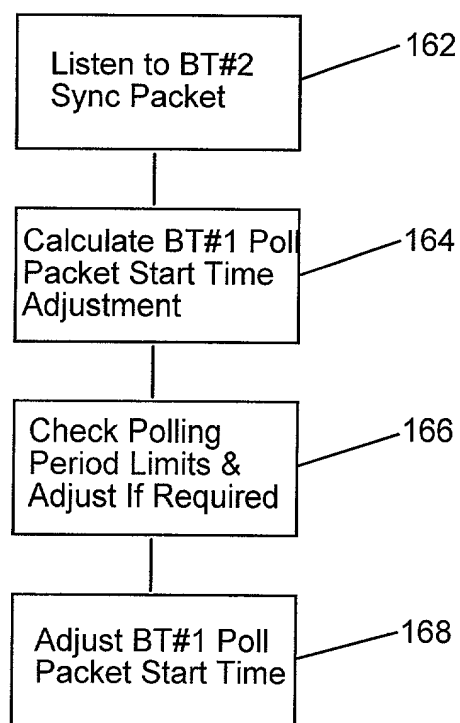 Listen to BT#2
Sync Packet
162
Calculate BT#1 Poll
Packet Start Time
Adjustment
164
Check Polling
Period Limits &
Adjust If Required
166
Adjust BT#1 Poll
Packet Start Time
168